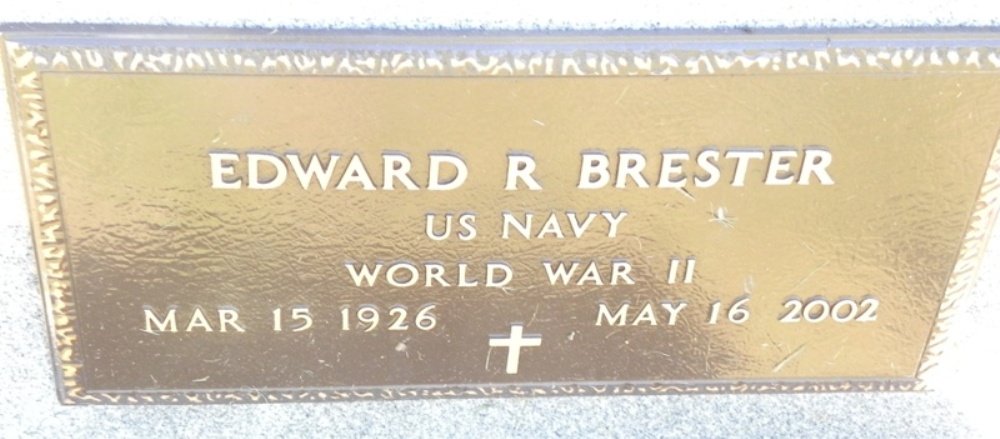 EDWARD R BRESTER
US NAVY
WORLD WAR II
MAR 15 1926 MAY 16 2002